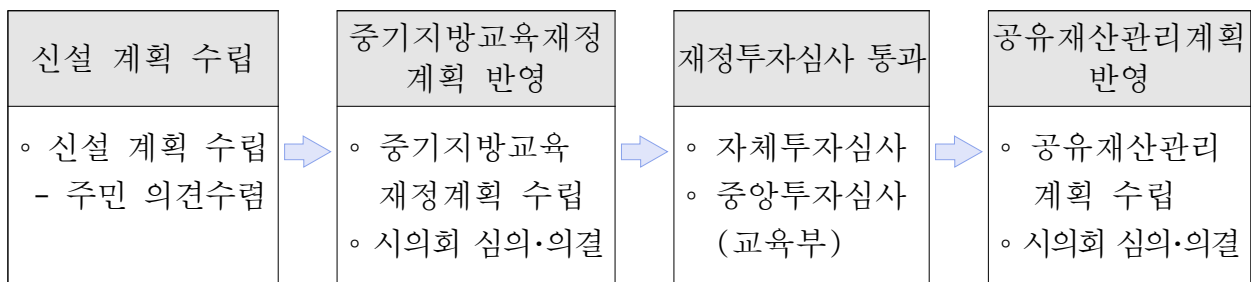 신설 계획 수립
◦ 신설 계획 수립
- 주민 의견수렴
중기지방교육재정
계획 반영
◦ 중기지방교육
재정계획 수립
◦ 시의회 심의·의결
재정투자심사 통과
◦ 자체투자심사
◦ 중앙투자심사
(교육부)
공유재산관리계획
반영
◦ 공유재산관리
계획 수립
◦ 시의회 심의·의결